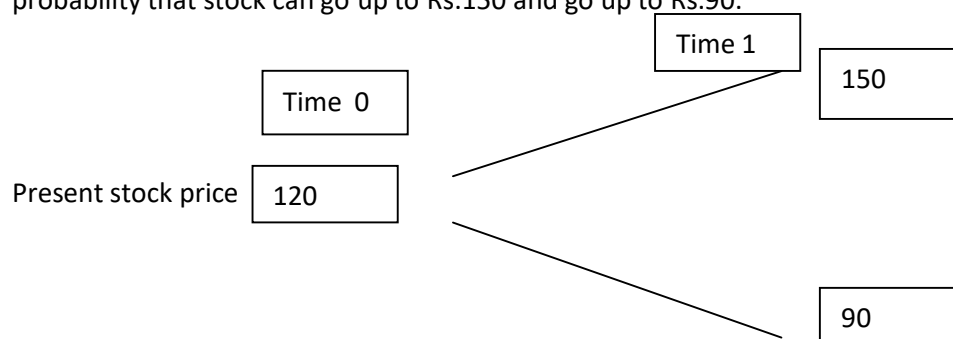 probability that stock can go up to Rs.150 and go up to Rs.90.
Time 1
150
Time 0
Present stock price 120
90